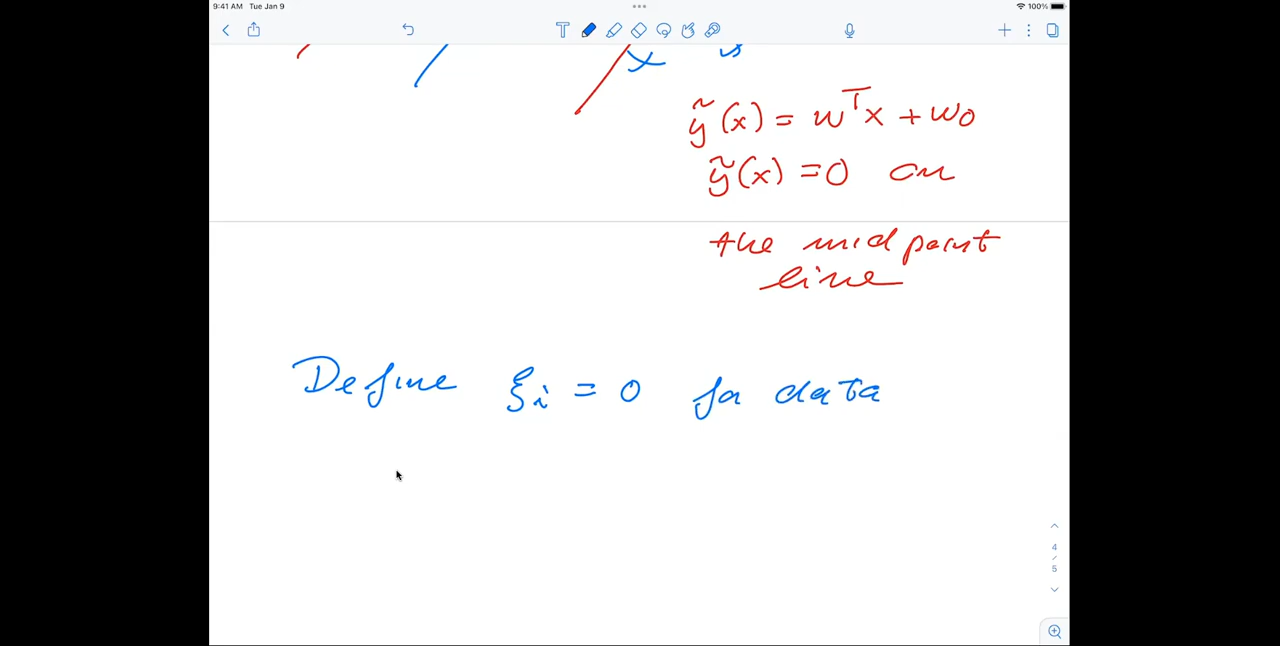 9:41 AM Tue Jan 9
100%
x is
ỹ(x) = wᵀx + w0
ỹ(x) = 0 on
the midpoint
line
Define ξi = 0 for data
4
/
5